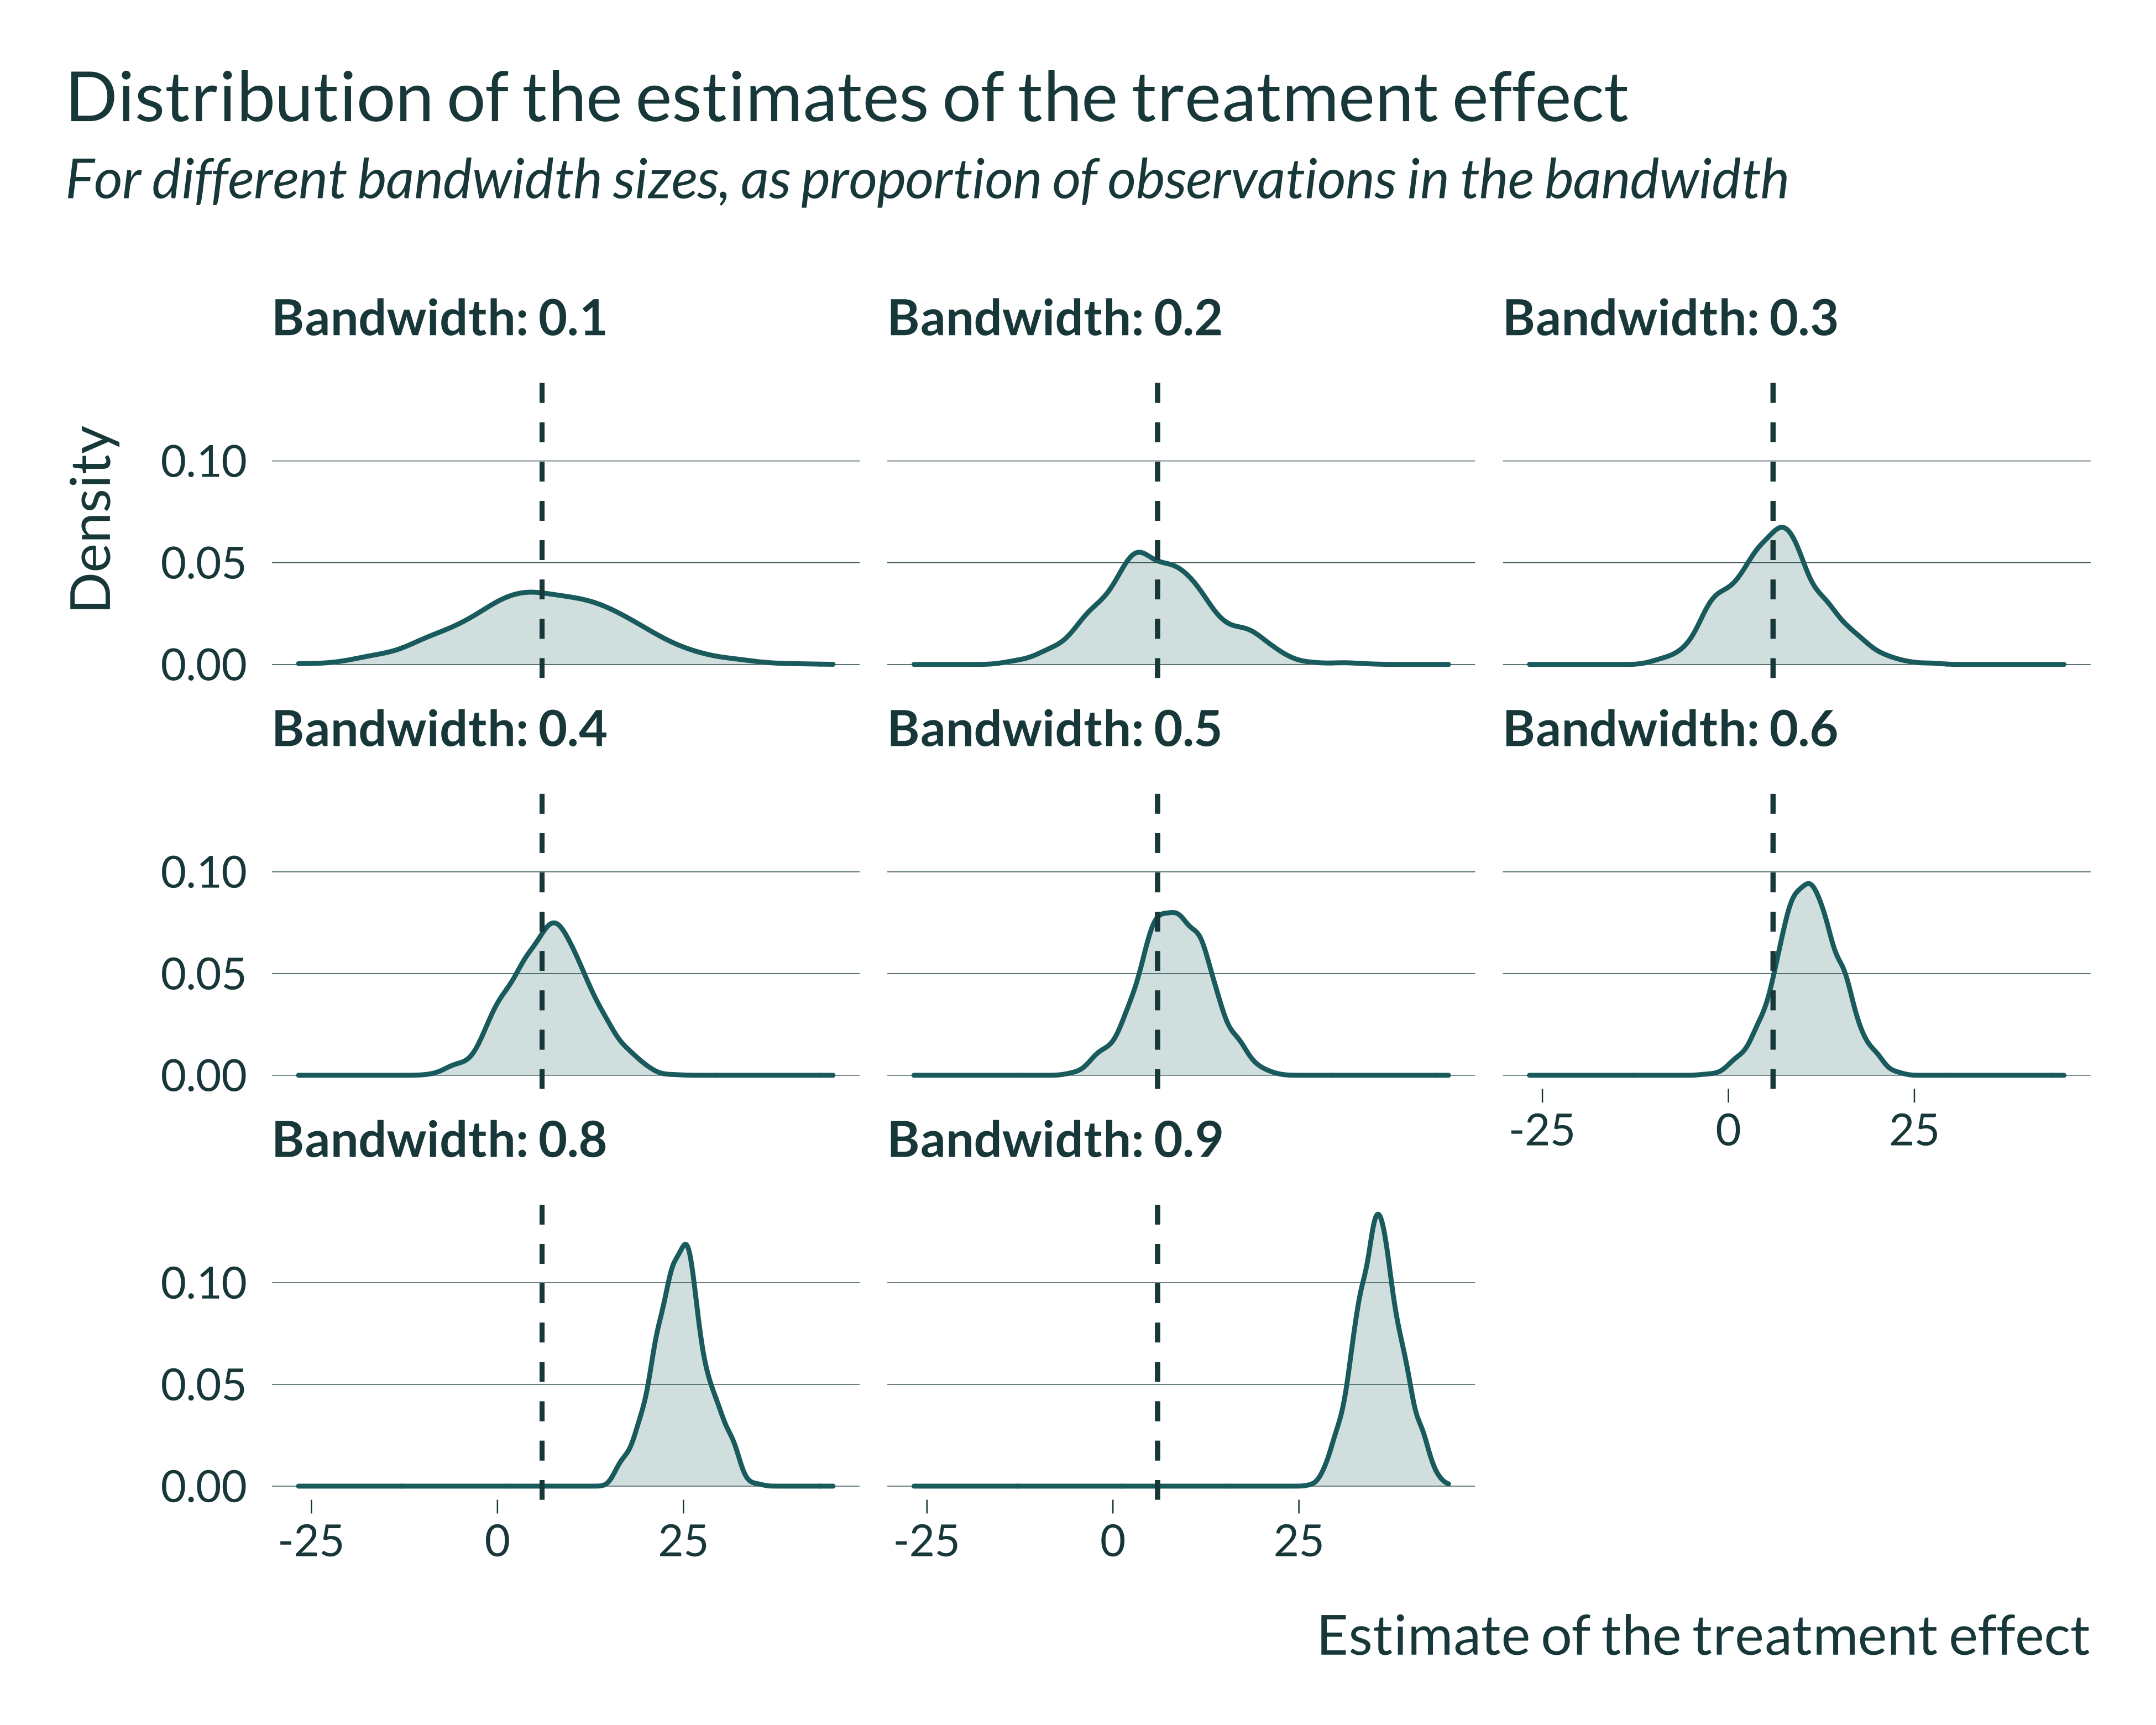 Distribution of the estimates of the treatment effect
For different bandwidth sizes, as proportion of observations in the bandwidth
Bandwidth: 0.1
Bandwidth: 0.2
Bandwidth: 0.3
Density
0.10
0.05
0.00
Bandwidth: 0.4
Bandwidth: 0.5
Bandwidth: 0.6
0.10
0.05
0.00
-25 0 25
Bandwidth: 0.8
Bandwidth: 0.9
0.10
0.05
0.00
-25 0 25
-25 0 25
Estimate of the treatment effect